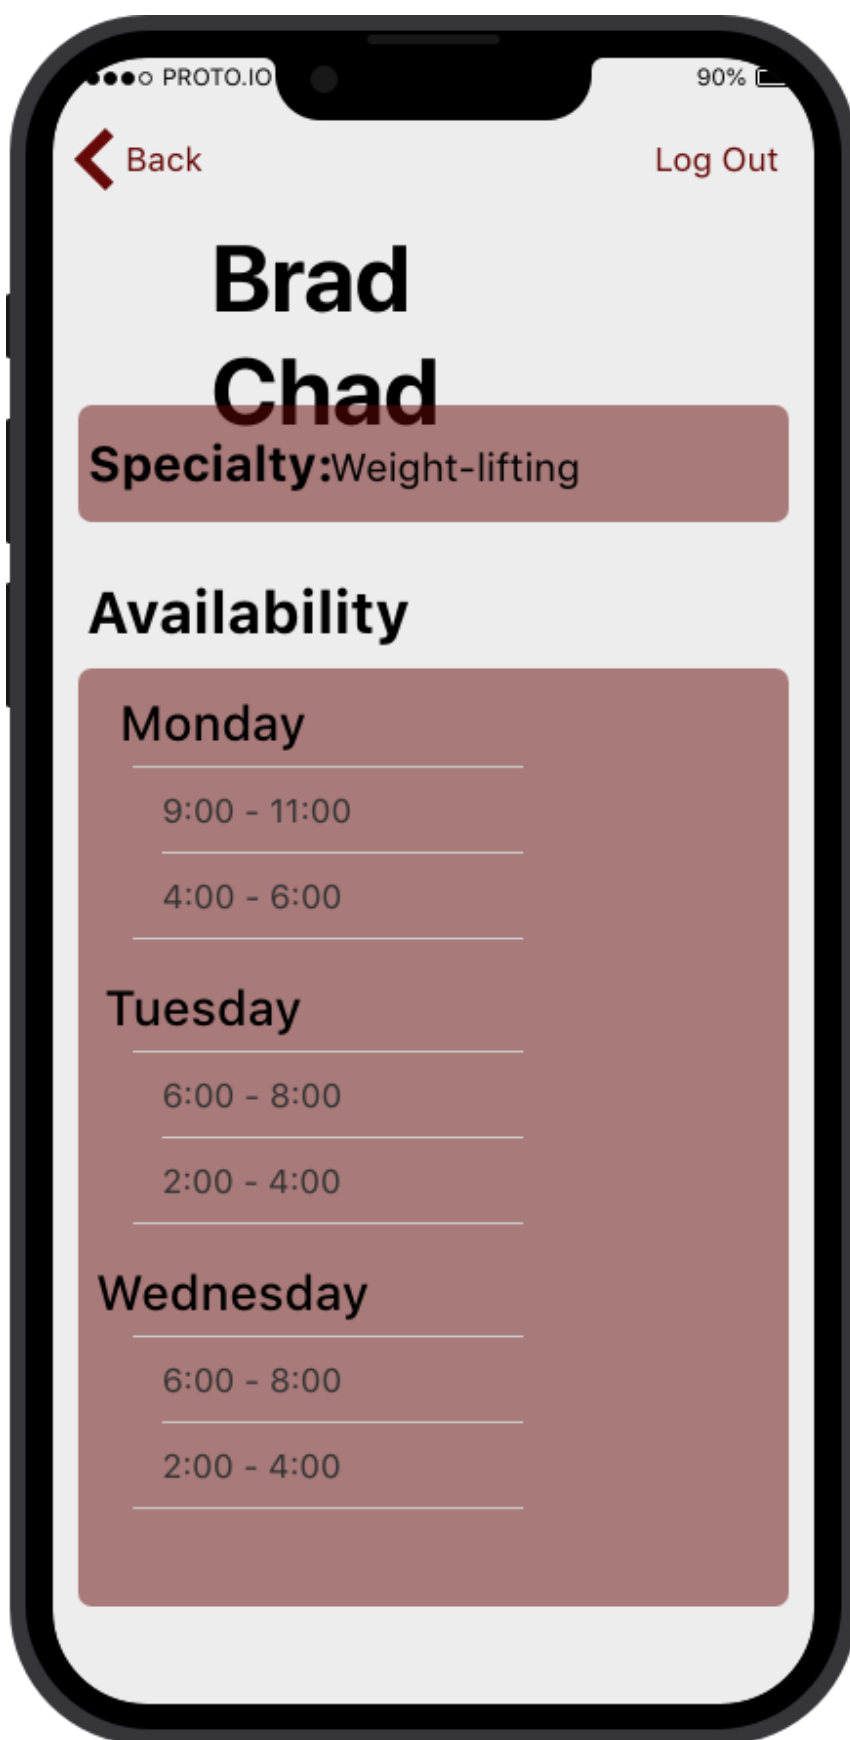 PROTO.IO 90%
Back Log Out
Brad
Chad
Specialty:Weight-lifting
Availability
Monday
9:00 - 11:00
4:00 - 6:00
Tuesday
6:00 - 8:00
2:00 - 4:00
Wednesday
6:00 - 8:00
2:00 - 4:00